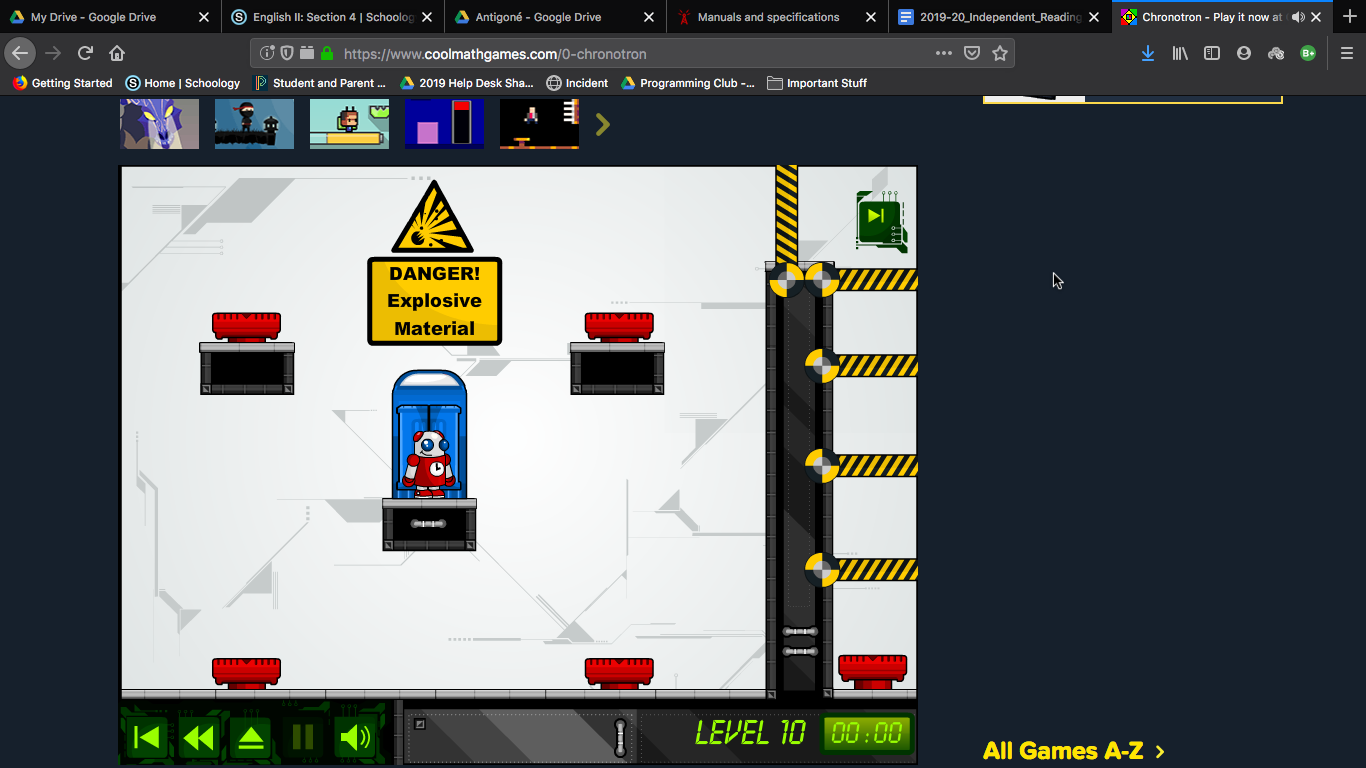 My Drive - Google Drive
English II: Section 4 | Schoolog
Antigoné - Google Drive
Manuals and specifications
2019-20_Independent_Reading
Chronotron - Play it now at
https://www.coolmathgames.com/0-chronotron
B+
Getting Started
Home | Schoology
Student and Parent ...
2019 Help Desk Sha...
Incident
Programming Club -...
Important Stuff
DANGER!
Explosive
Material
LEVEL 10
00:00
All Games A-Z